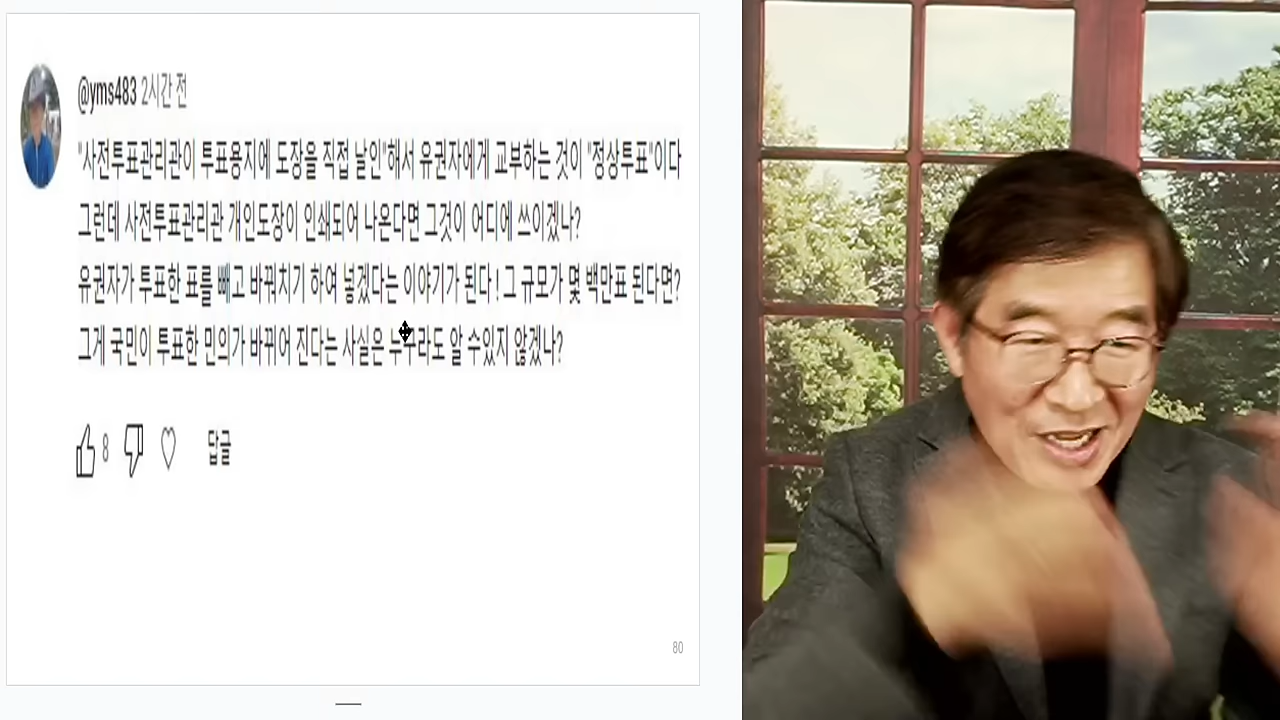 @yms483 2시간 전
"사전투표관리관이 투표용지에 도장을 직접 날인"해서 유권자에게 교부하는 것이 "정상투표"이다
그런데 사전투표관리관 개인도장이 인쇄되어 나온다면 그것이 어디에 쓰이겠나?
유권자가 투표한 표를 빼고 바꿔치기 하여 넣겠다는 이야기가 된다 ! 그 규모가 몇 백만표 된다면?
그게 국민이 투표한 민의가 바뀌어 진다는 사실은 누구라도 알 수있지 않겠나?
8 답글
80